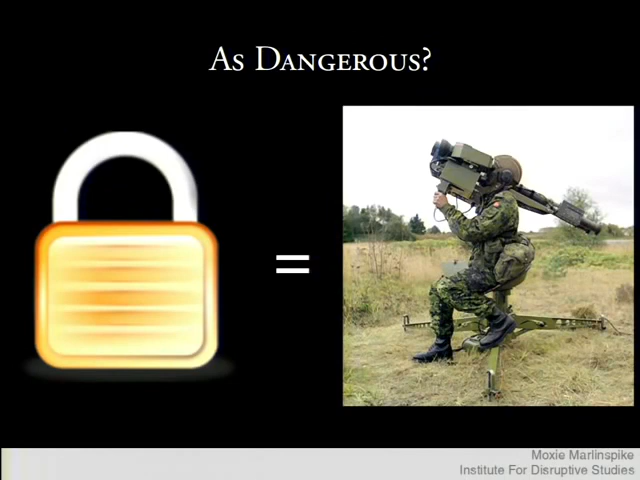 As Dangerous?
=
Moxie Marlinspike
Institute For Disruptive Studies